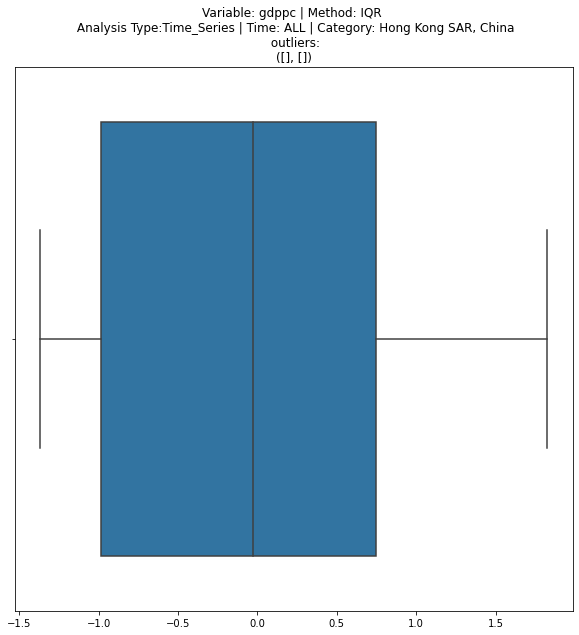 Variable: gdppc | Method: IQR
Analysis Type:Time_Series | Time: ALL | Category: Hong Kong SAR, China
outliers:
([], [])
−1.5 −1.0 −0.5 0.0 0.5 1.0 1.5